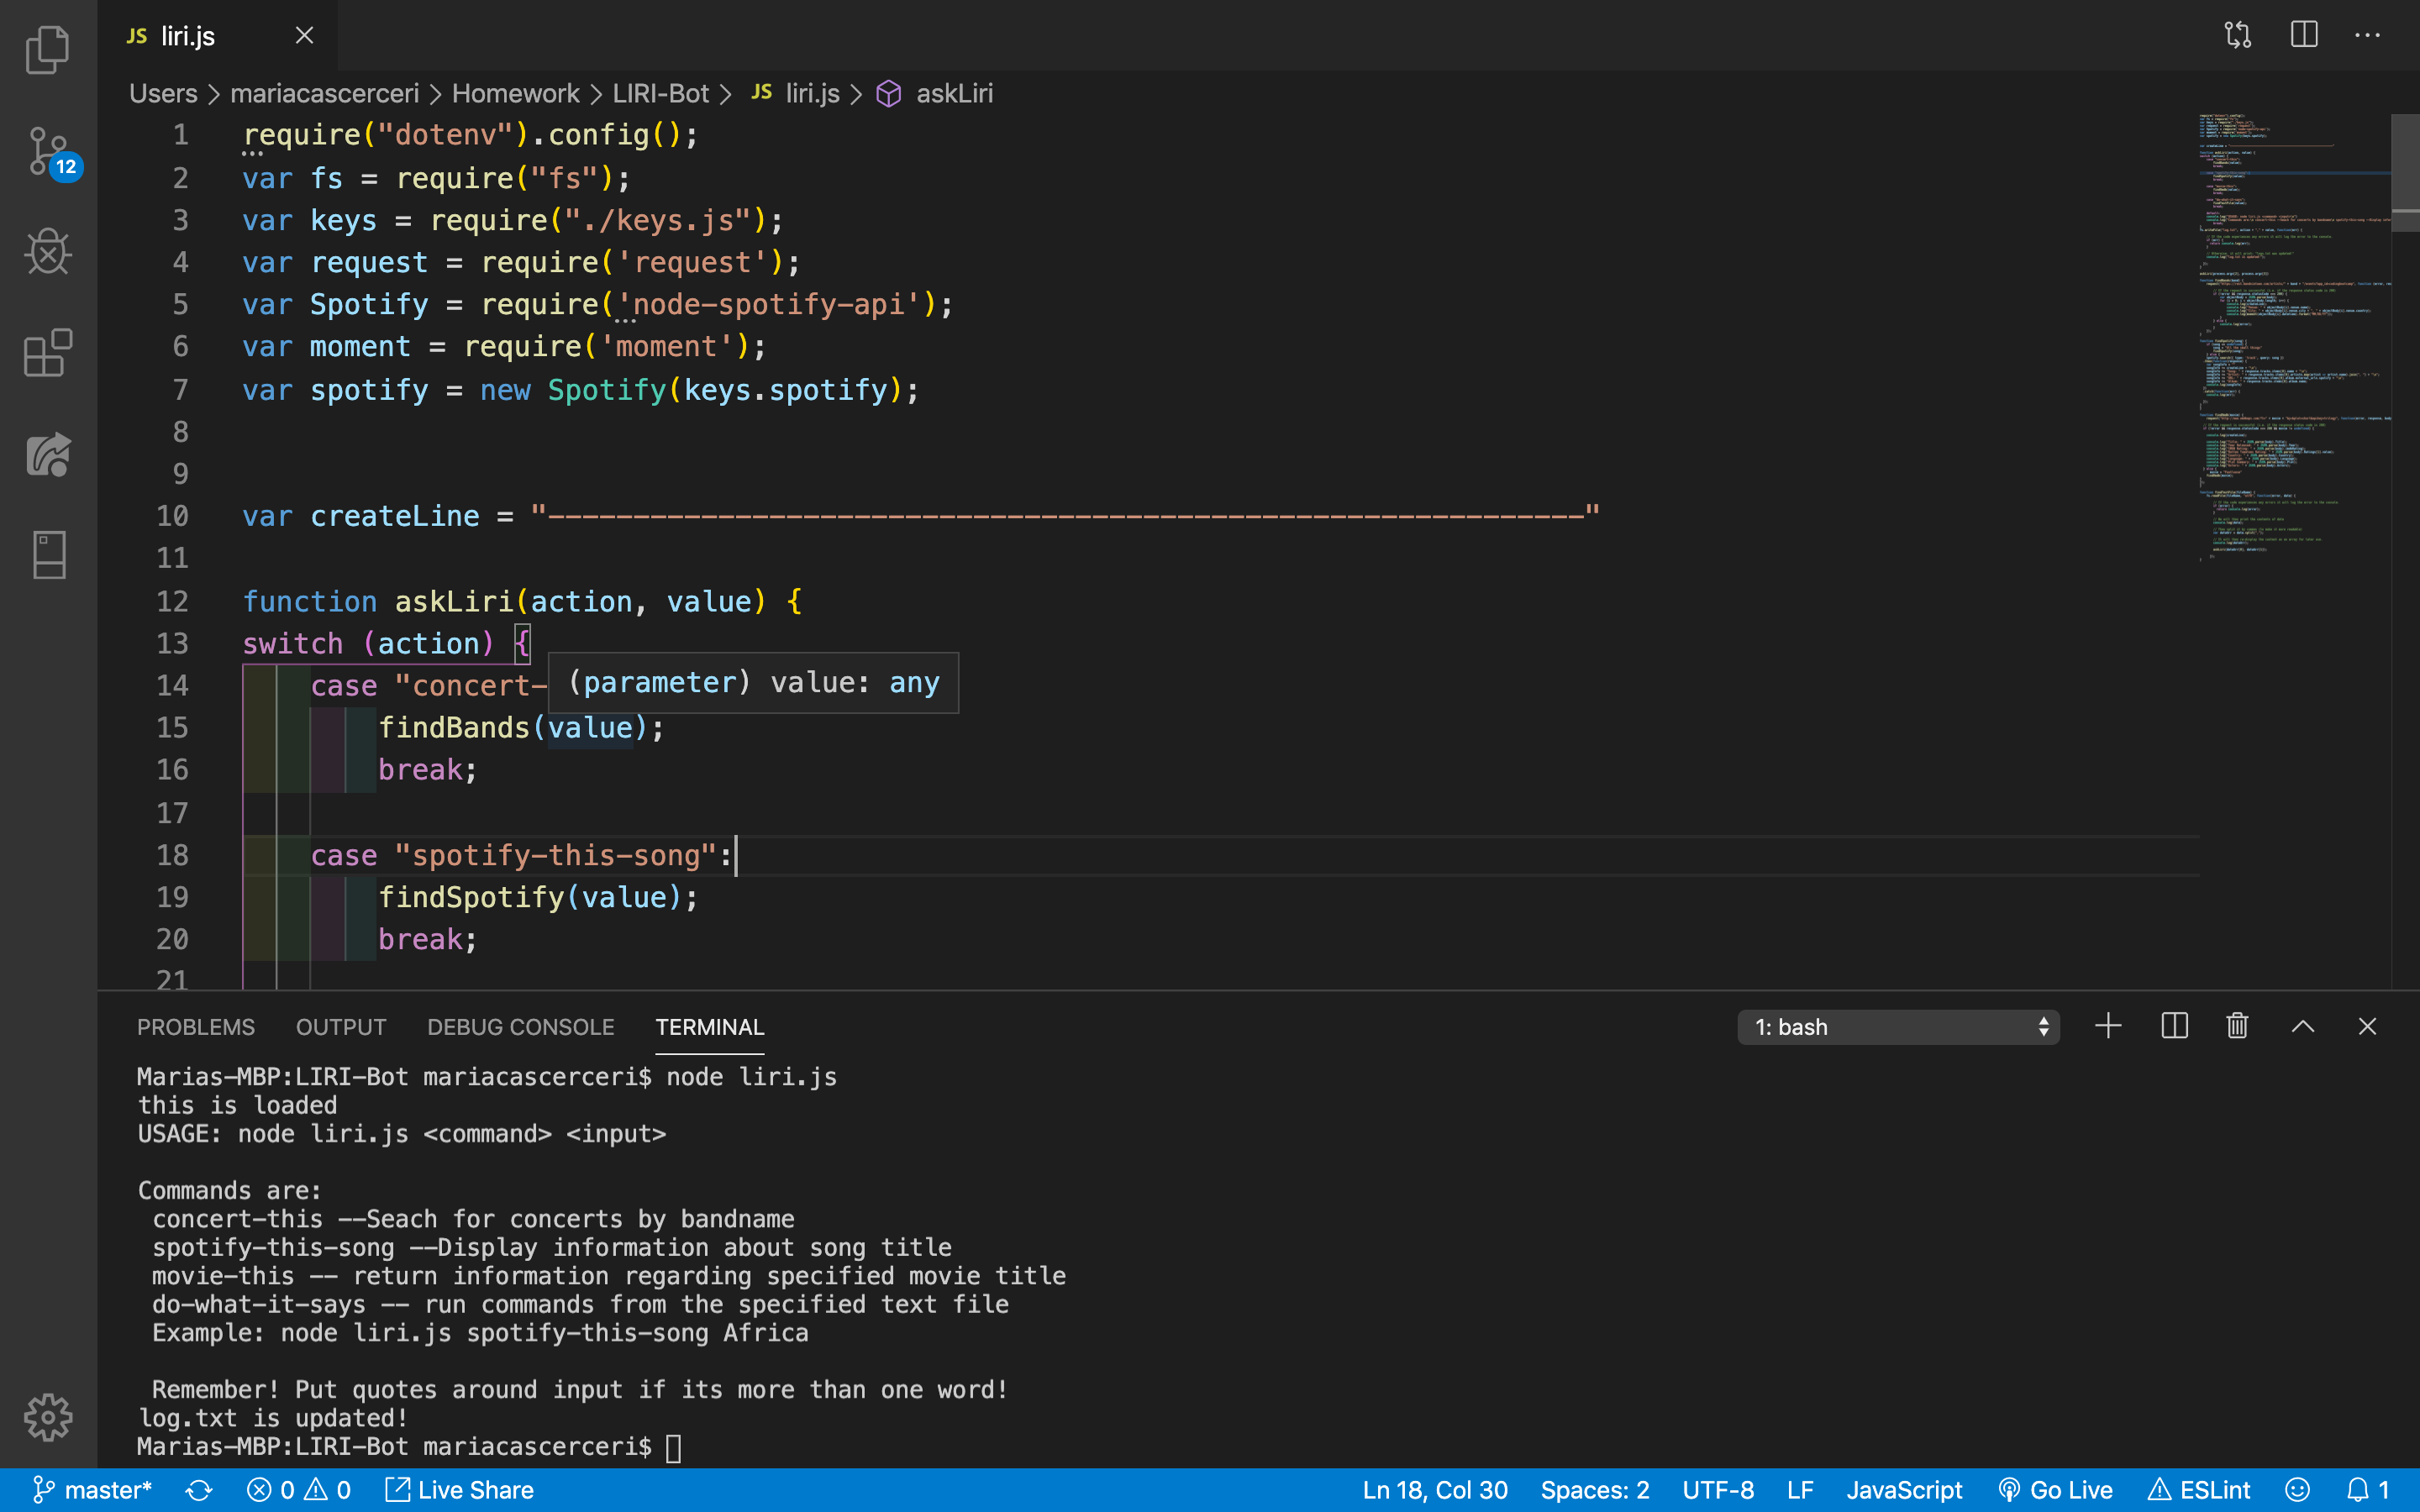 JS liri.js
Users > mariacascerceri > Homework > LIRI-Bot > JS liri.js > askLiri
12
1 require("dotenv").config();
2 var fs = require("fs");
3 var keys = require("./keys.js");
4 var request = require('request');
5 var Spotify = require('node-spotify-api');
6 var moment = require('moment');
7 var spotify = new Spotify(keys.spotify);
8
9
10 var createLine = "-------------------------------------------------------------"
11
12 function askLiri(action, value) {
13 switch (action) {
14 case "concert-
(parameter) value: any
15 findBands(value);
16 break;
17
18 case "spotify-this-song":
19 findSpotify(value);
20 break;
21
PROBLEMS OUTPUT DEBUG CONSOLE TERMINAL 1: bash
Marias-MBP:LIRI-Bot mariacascerceri$ node liri.js
this is loaded
USAGE: node liri.js <command> <input>
Commands are:
concert-this --Seach for concerts by bandname
spotify-this-song --Display information about song title
movie-this -- return information regarding specified movie title
do-what-it-says -- run commands from the specified text file
Example: node liri.js spotify-this-song Africa
Remember! Put quotes around input if its more than one word!
log.txt is updated!
Marias-MBP:LIRI-Bot mariacascerceri$
master* 0 0 Live Share Ln 18, Col 30 Spaces: 2 UTF-8 LF JavaScript Go Live ESLint 1